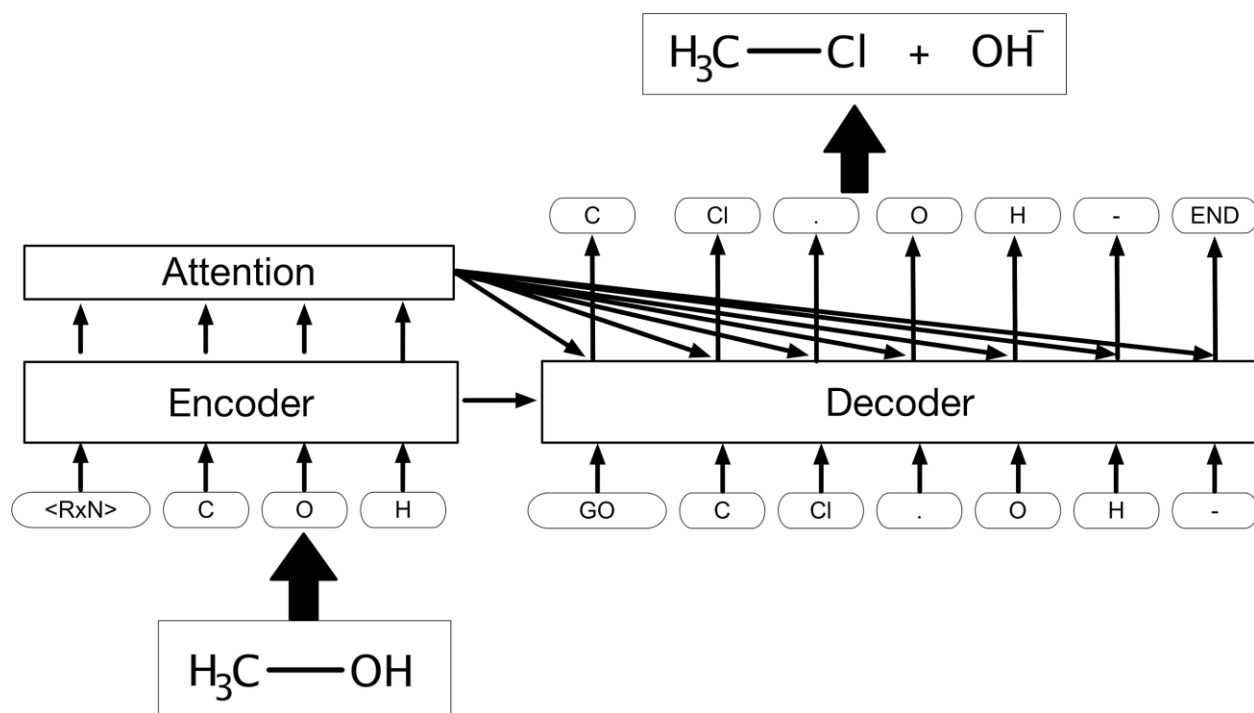 H₃C—Cl + OH⁻
C Cl . O H - END
Attention
Encoder Decoder
<RxN> C O H GO C Cl . O H -
H₃C—OH